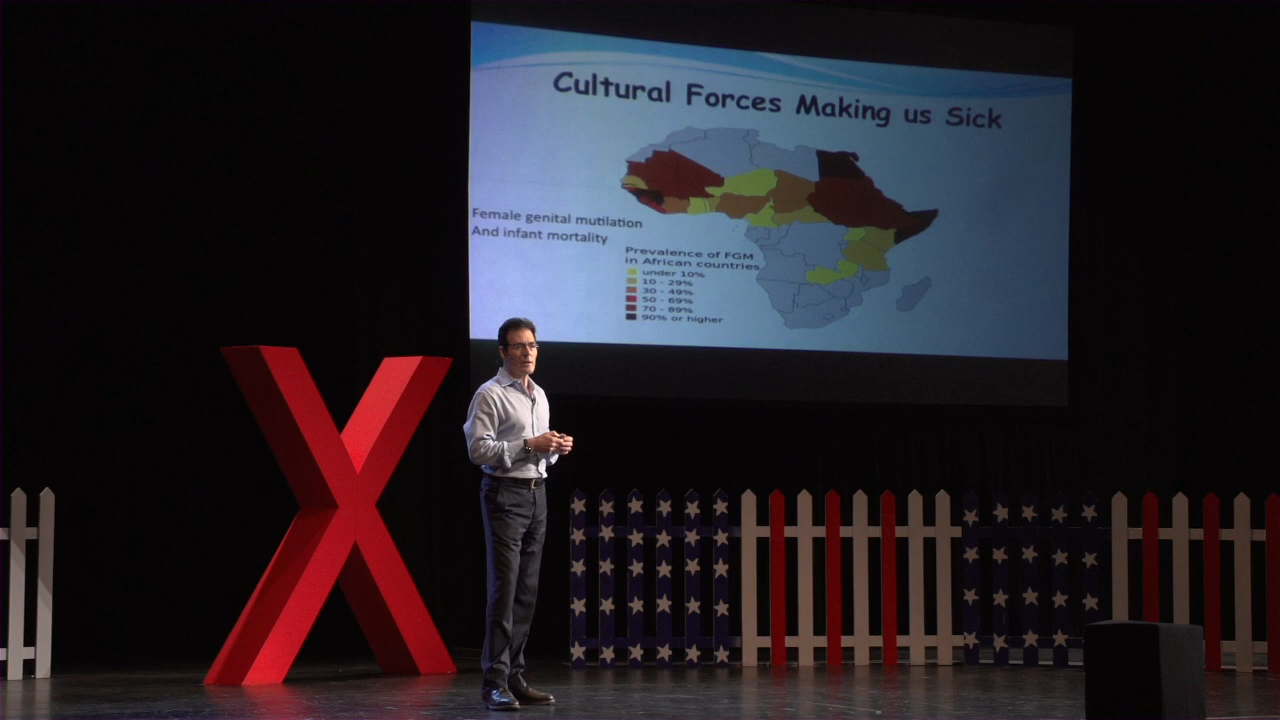 Cultural Forces Making us Sick
Female genital mutilation
And infant mortality
Prevalence of FGM
in African countries
under 10%
10 - 29%
30 - 49%
50 - 69%
70 - 89%
90% or higher
X